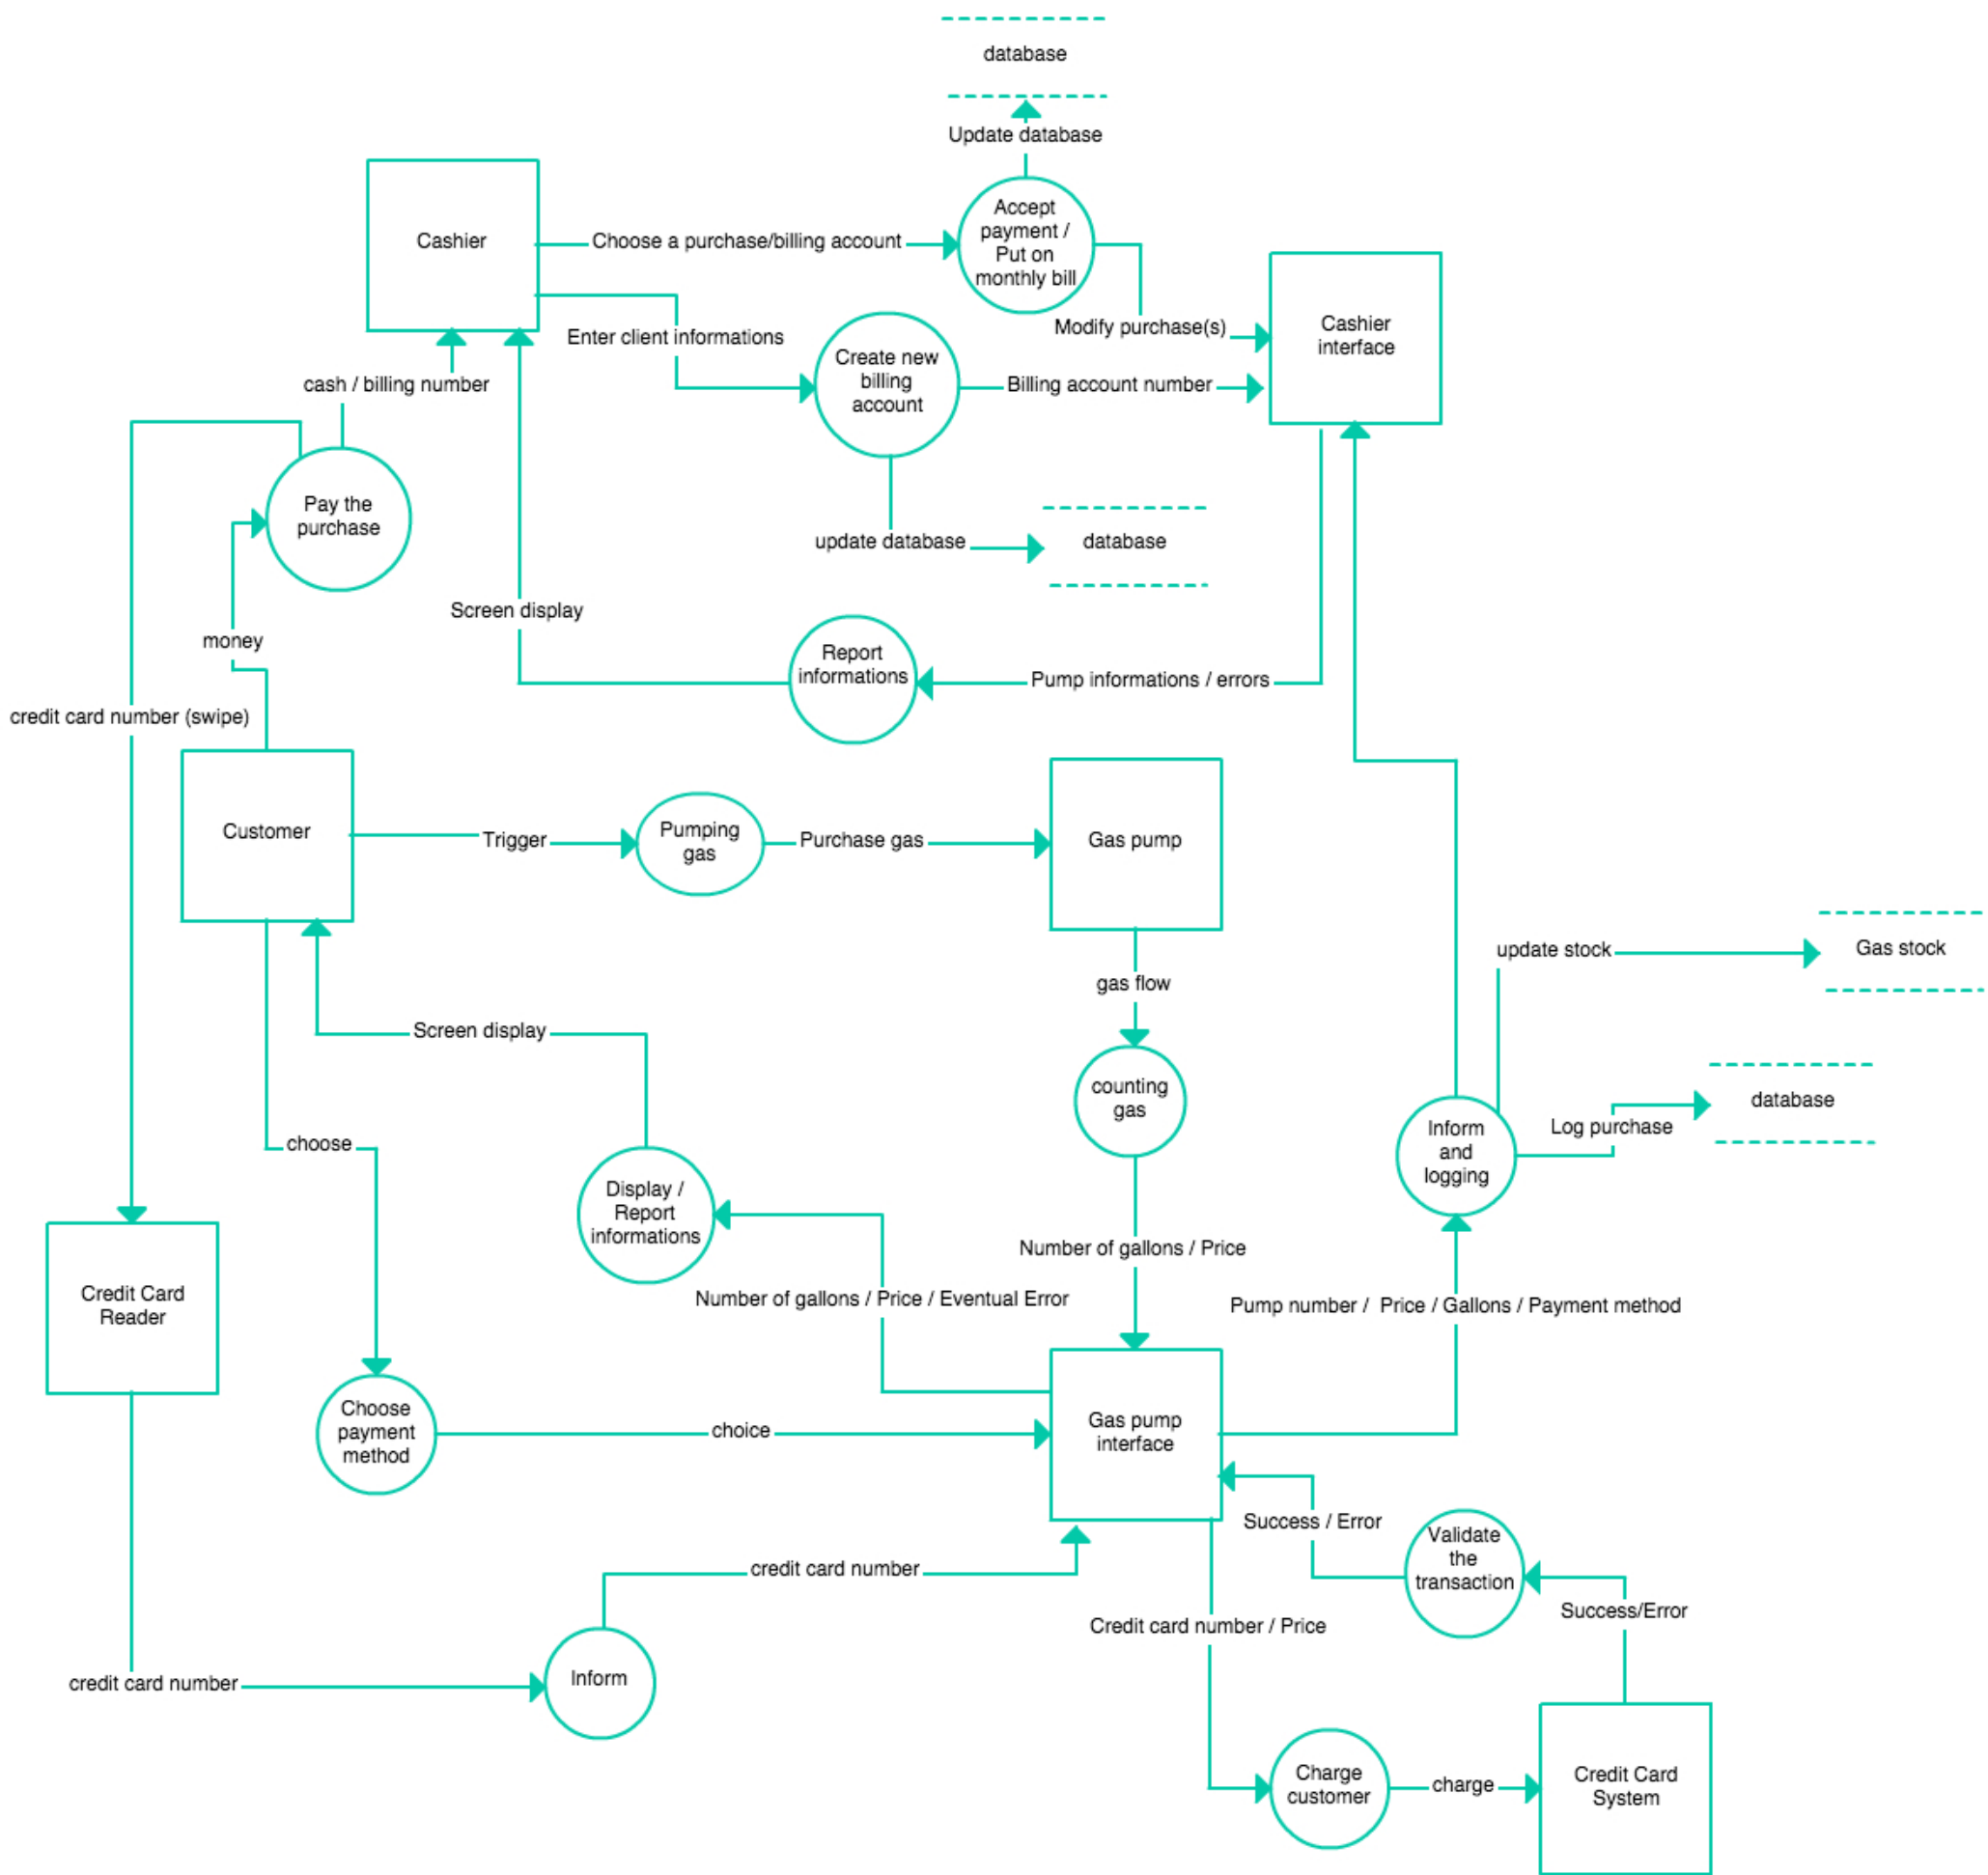 database
Update database
Cashier
Choose a purchase/billing account
Accept
payment /
Put on
monthly bill
Enter client informations
Modify purchase(s)
Cashier
interface
cash / billing number
Create new
billing
account
Billing account number
Pay the
purchase
update database
database
Screen display
money
Report
informations
Pump informations / errors
credit card number (swipe)
Customer
Trigger
Pumping
gas
Purchase gas
Gas pump
update stock
Gas stock
gas flow
Screen display
counting
gas
database
Log purchase
Inform
and
logging
choose
Display /
Report
informations
Number of gallons / Price
Number of gallons / Price / Eventual Error
Pump number /  Price / Gallons / Payment method
Credit Card
Reader
Choose
payment
method
choice
Gas pump
interface
Success / Error
Validate
the
transaction
credit card number
Success/Error
Credit card number / Price
credit card number
Inform
Charge
customer
charge
Credit Card
System